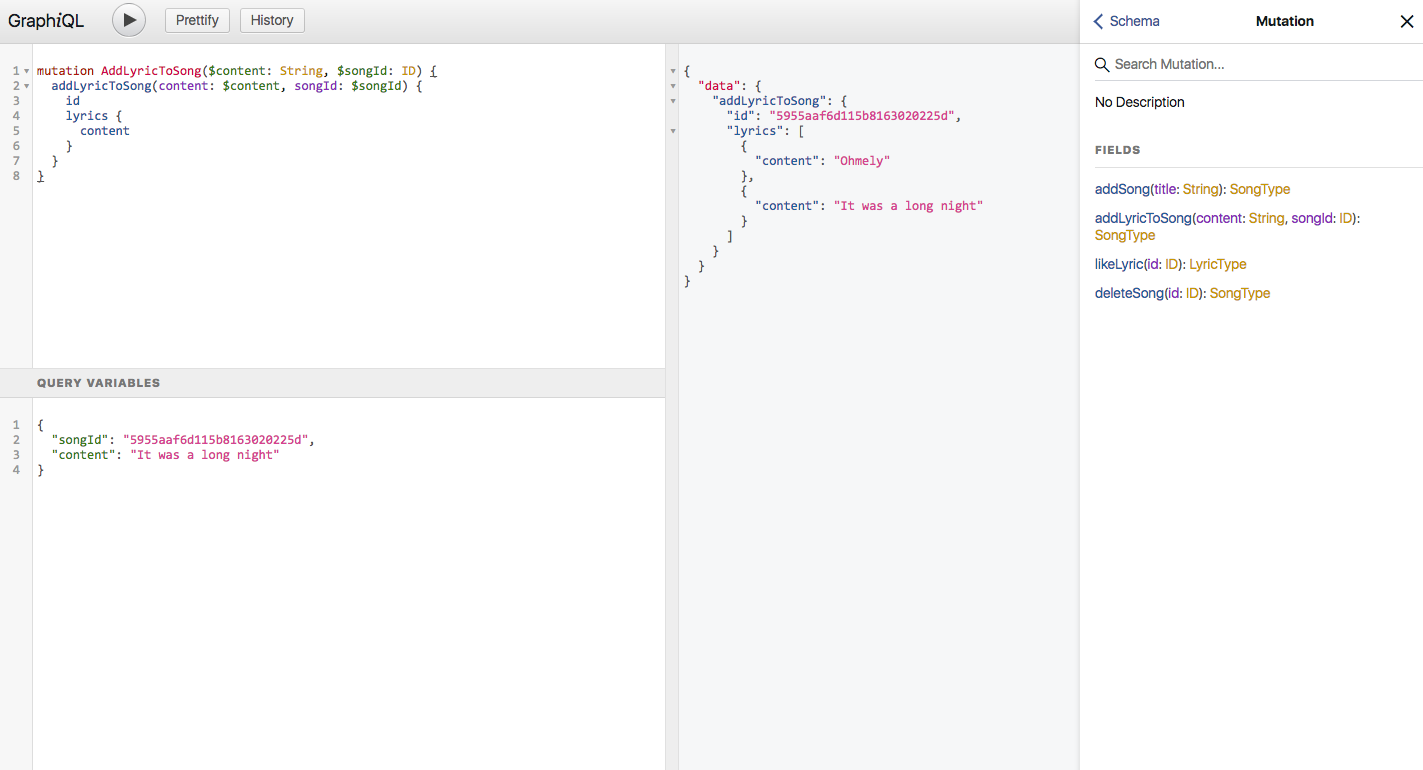 GraphiQL
Prettify
History
1 mutation AddLyricToSong($content: String, $songId: ID) {
2 addLyricToSong(content: $content, songId: $songId) {
3 id
4 lyrics {
5 content
6 }
7 }
8 }
QUERY VARIABLES
1 {
2 "songId": "5955aaf6d115b8163020225d",
3 "content": "It was a long night"
4 }
{
"data": {
"addLyricToSong": {
"id": "5955aaf6d115b8163020225d",
"lyrics": [
{
"content": "Ohmely"
},
{
"content": "It was a long night"
}
]
}
}
}
Schema
Mutation
Search Mutation...
No Description
FIELDS
addSong(title: String): SongType
addLyricToSong(content: String, songId: ID):
SongType
likeLyric(id: ID): LyricType
deleteSong(id: ID): SongType